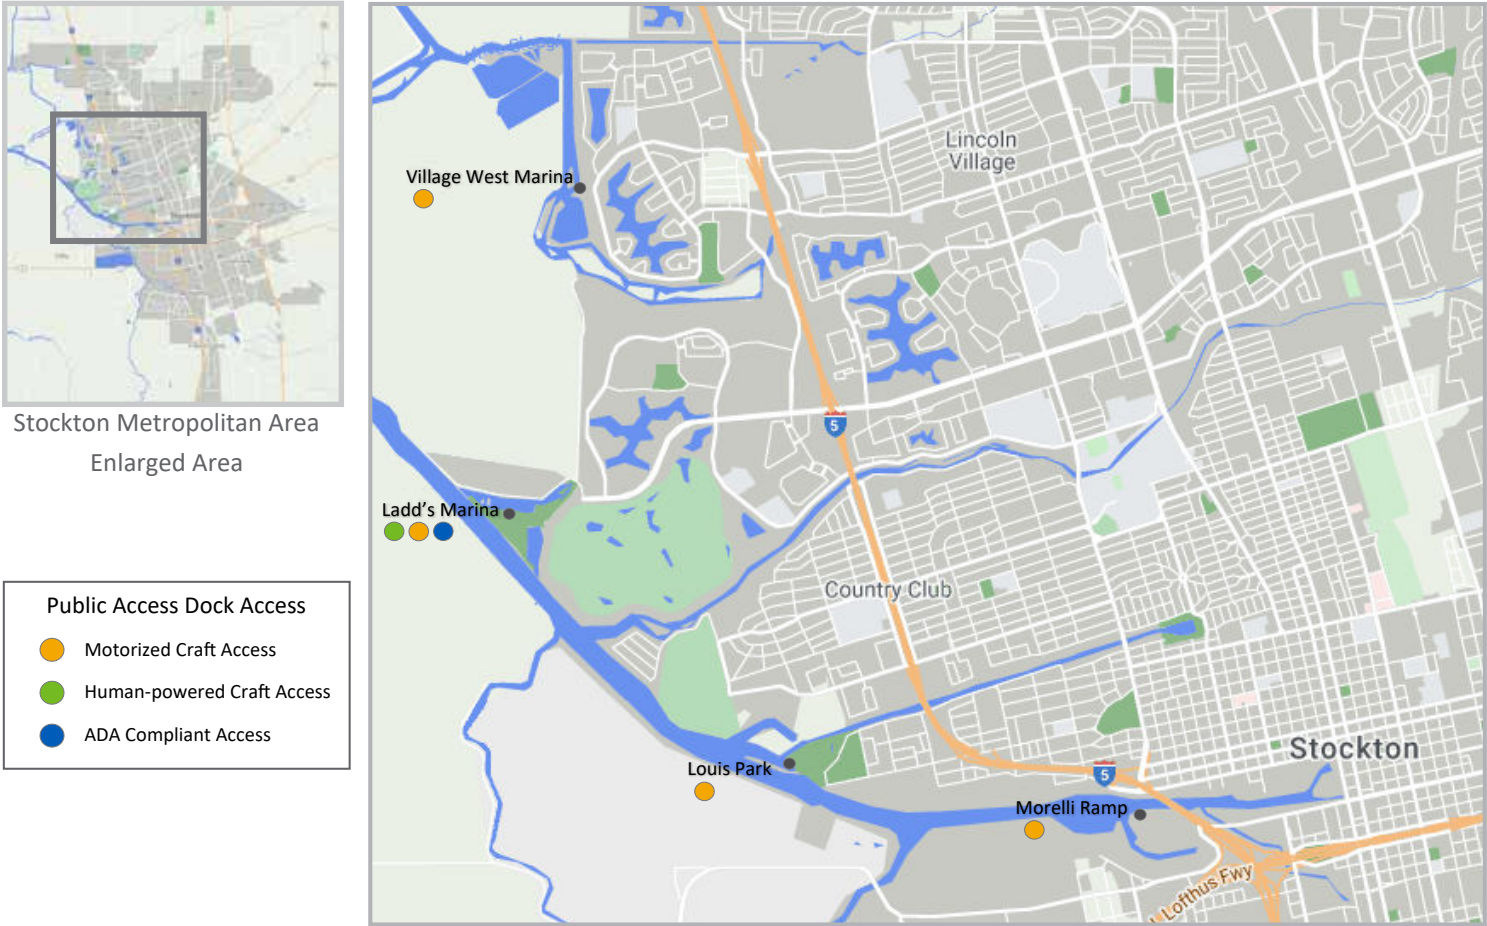 Stockton Metropolitan Area
Enlarged Area
Public Access Dock Access
Motorized Craft Access
Human-powered Craft Access
ADA Compliant Access
Lincoln
Village
Village West Marina
5
Ladd's Marina
Country Club
Stockton
Louis Park
5
Morelli Ramp
Lofthus Fwy